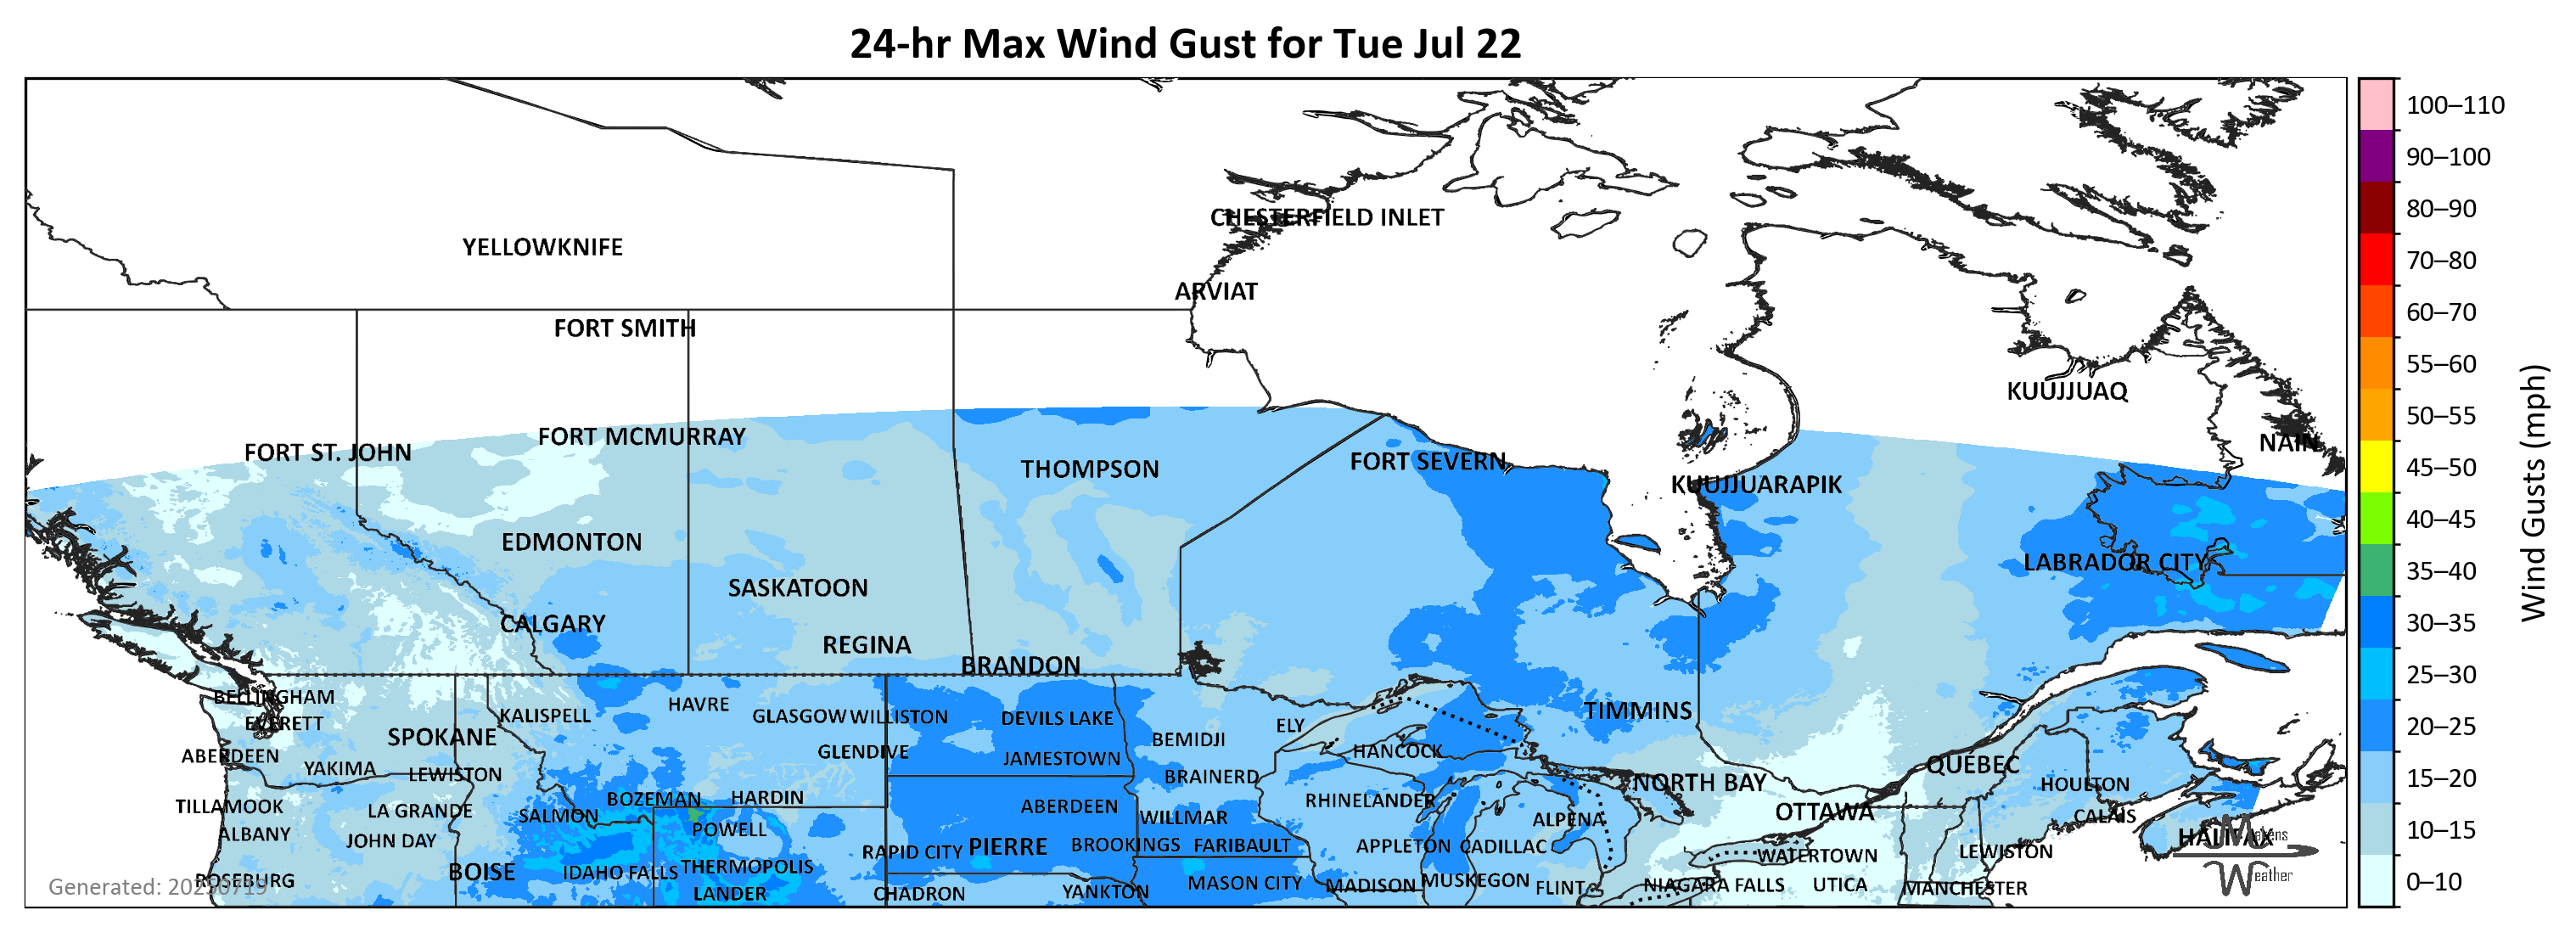 24-hr Max Wind Gust for Tue Jul 22
CHESTERFIELD INLET
YELLOWKNIFE
ARVIAT
FORT SMITH
KUUJJUAQ
FORT MCMURRAY
NAIN
FORT ST. JOHN
FORT SEVERN
THOMPSON
KUUJJUARAPIK
EDMONTON
LABRADOR CITY
SASKATOON
CALGARY
REGINA
BRANDON
BELLINGHAM
HAVRE
TIMMINS
KALISPELL
GLASGOW
WILLISTON
DEVILS LAKE
EVERETT
ELY
SPOKANE
BEMIDJI
GLENDIVE
HANCOCK
ABERDEEN
JAMESTOWN
QUÉBEC
YAKIMA
LEWISTON
BRAINERD
NORTH BAY
HOULTON
BOZEMAN
HARDIN
RHINELANDER
TILLAMOOK
LA GRANDE
SALMON
ABERDEEN
WILLMAR
ALPENA
OTTAWA
CALAIS
ALBANY
JOHN DAY
POWELL
HALIFAX
Makens
Weather
RAPID CITY
PIERRE
BROOKINGS
FARIBAULT
APPLETON
CADILLAC
WATERTOWN
LEWISTON
BOISE
IDAHO FALLS
THERMOPOLIS
ROSEBURG
Generated: 20250719
LANDER
CHADRON
YANKTON
MASON CITY
MADISON
MUSKEGON
FLINT
NIAGARA FALLS
UTICA
MANCHESTER
100–110
90–100
80–90
70–80
60–70
55–60
50–55
45–50
40–45
35–40
30–35
25–30
20–25
15–20
10–15
0–10
Wind Gusts (mph)